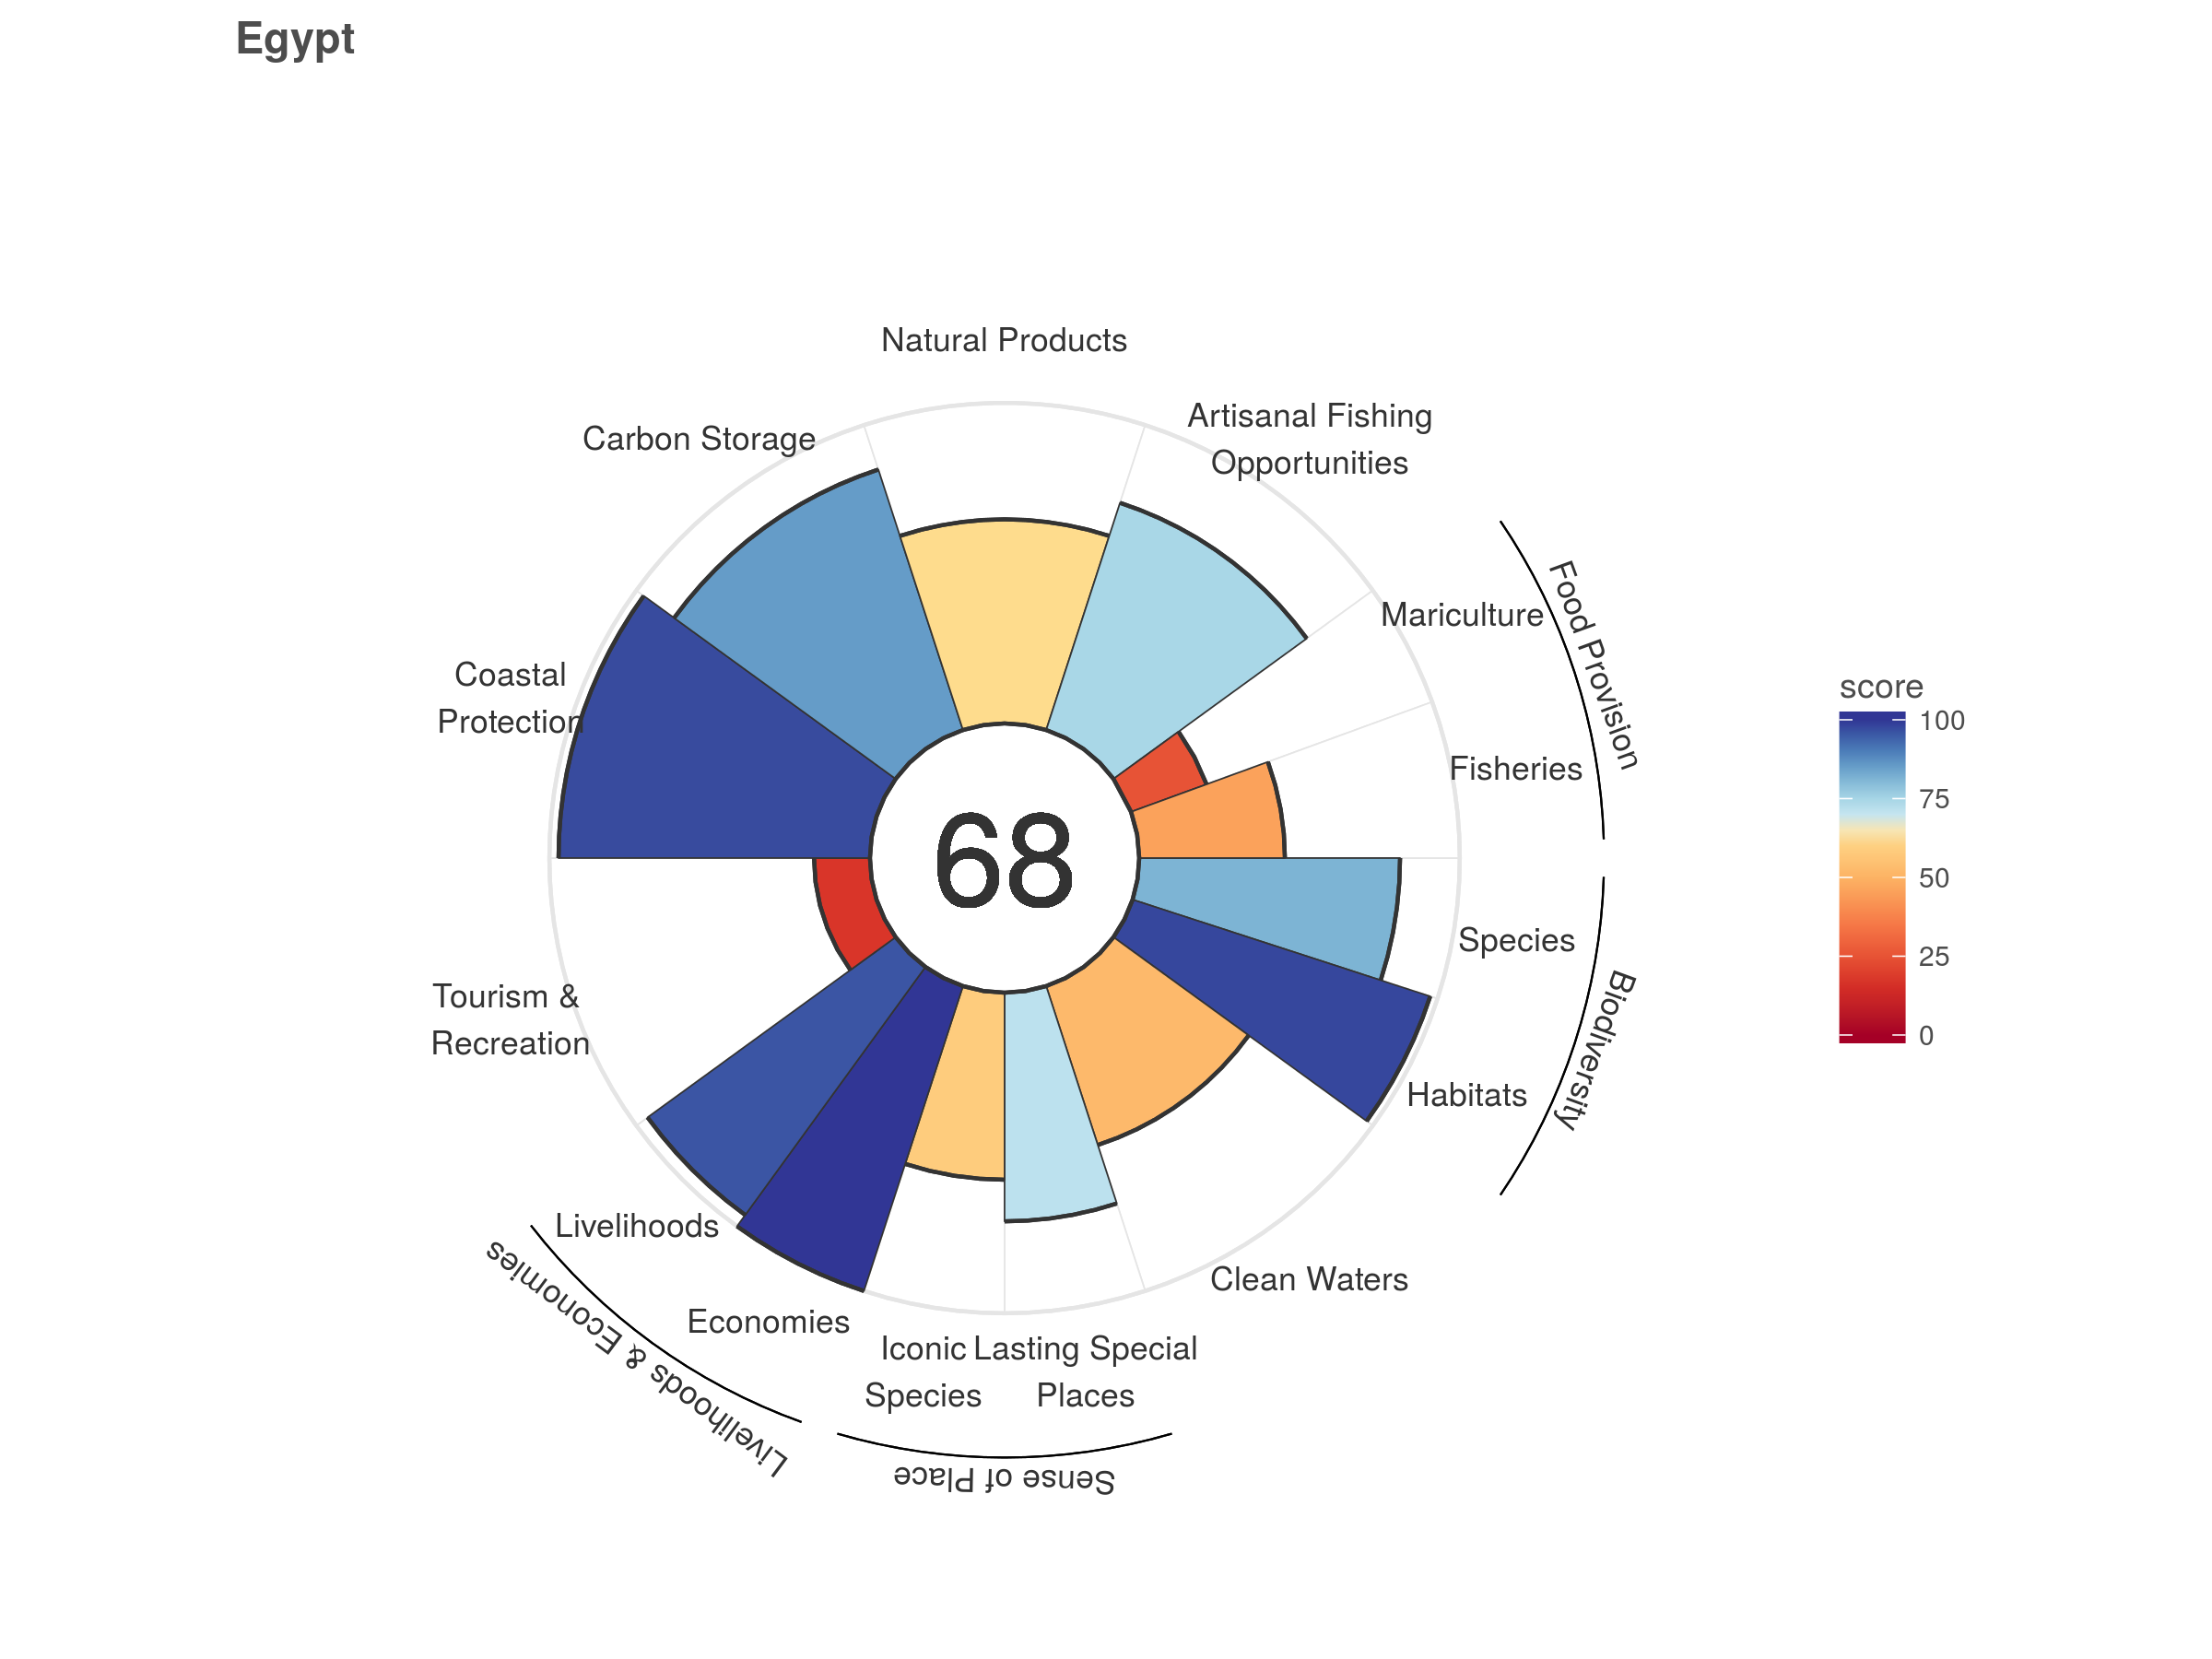 Egypt
Natural Products
Artisanal Fishing
Opportunities
Carbon Storage
Mariculture
Food Provision
Fisheries
Coastal
Protection
68
Species
Biodiversity
Habitats
Tourism &
Recreation
Livelihoods
Economies
Livelihoods & Economies
Clean Waters
Iconic
Species
Lasting Special
Places
Sense of Place
score
100
75
50
25
0